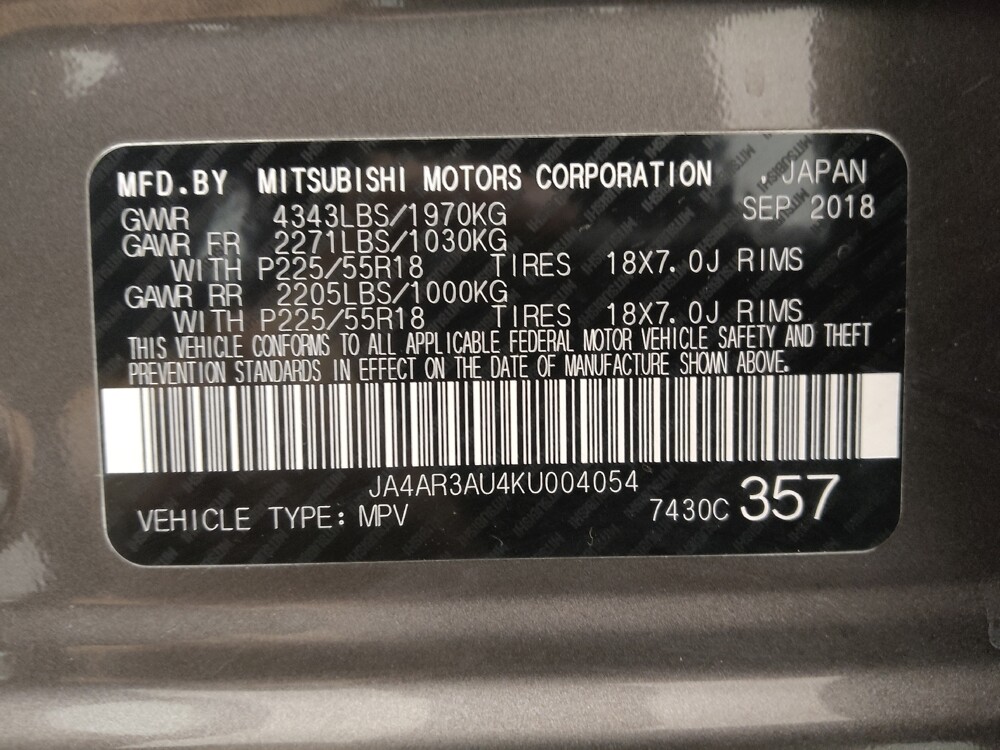 MFD.BY MITSUBISHI MOTORS CORPORATION , JAPAN
SEP 2018
GVWR 4343LBS/1970KG
GAWR FR 2271LBS/1030KG
WITH P225/55R18 TIRES 18X7.0J RIMS
GAWR RR 2205LBS/1000KG
WITH P225/55R18 TIRES 18X7.0J RIMS
THIS VEHICLE CONFORMS TO ALL APPLICABLE FEDERAL MOTOR VEHICLE SAFETY AND THEFT
PREVENTION STANDARDS IN EFFECT ON THE DATE OF MANUFACTURE SHOWN ABOVE.
JA4AR3AU4KU004054
VEHICLE TYPE: MPV 7430C 357